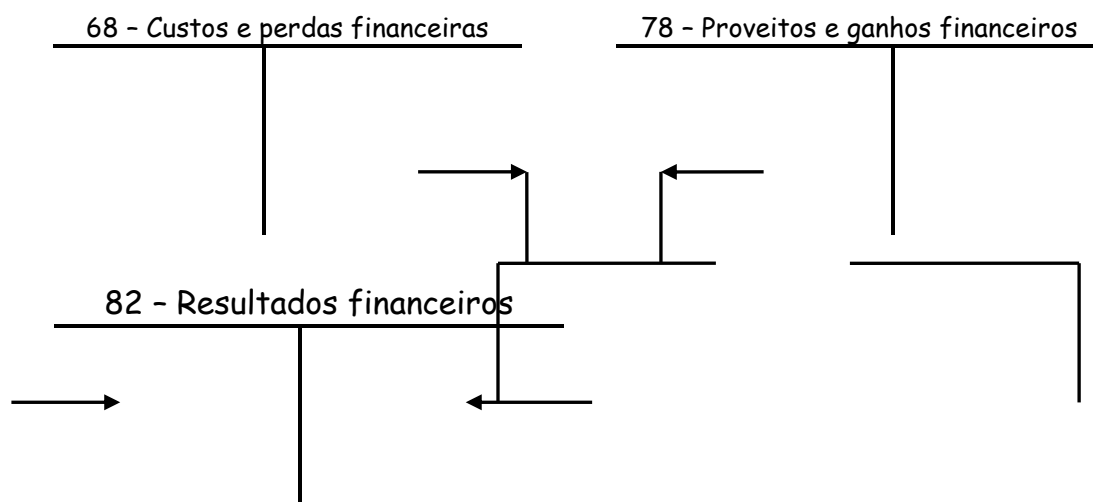 68 – Custos e perdas financeiras
78 – Proveitos e ganhos financeiros
82 – Resultados financeiros